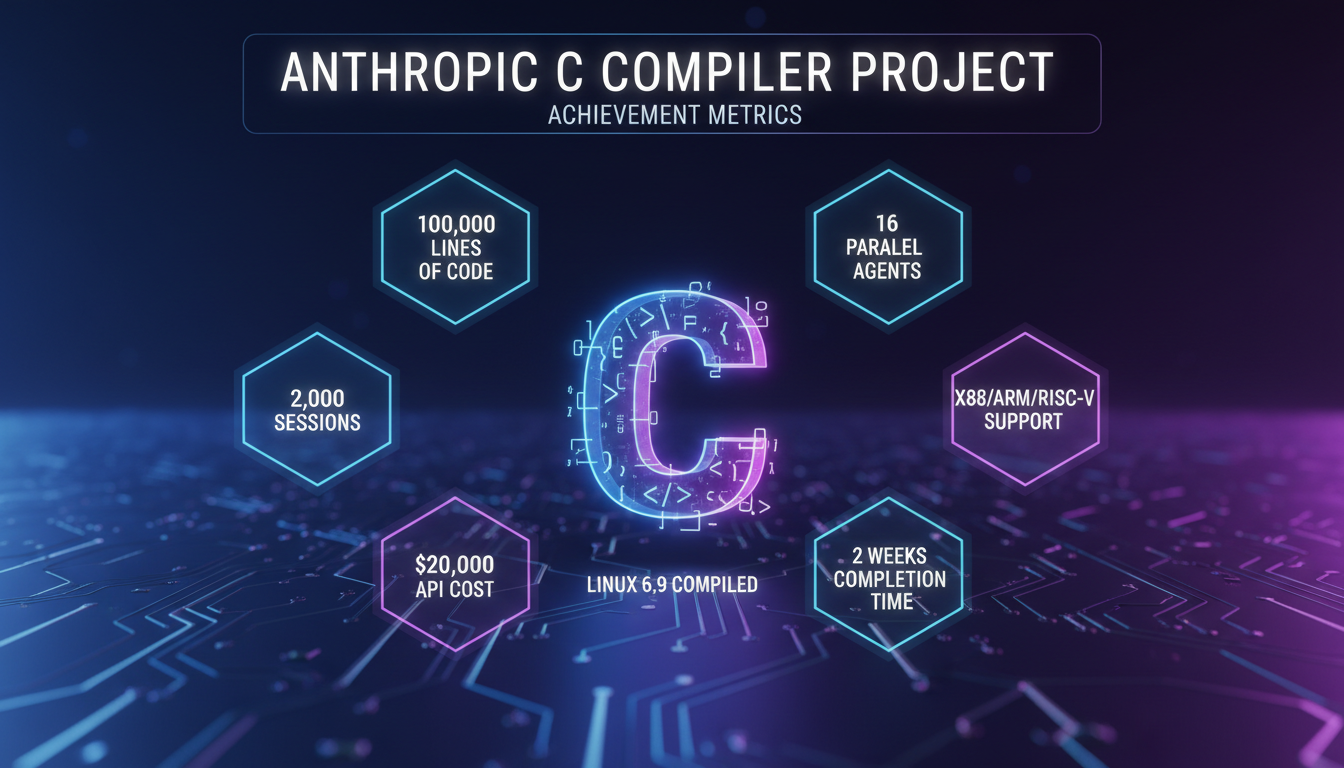 ANTHROPIC C COMPILER PROJECT
ACHIEVEMENT METRICS
100,000
LINES
OF CODE
16
PARALEL
AGENTS
2,000
SESSIONS
X88/ARM/RISC-V
SUPPORT
C
</>
$20,000
API COST
LINUX 6,9 COMPILED
2 WEEKS
COMPLETION
TIME